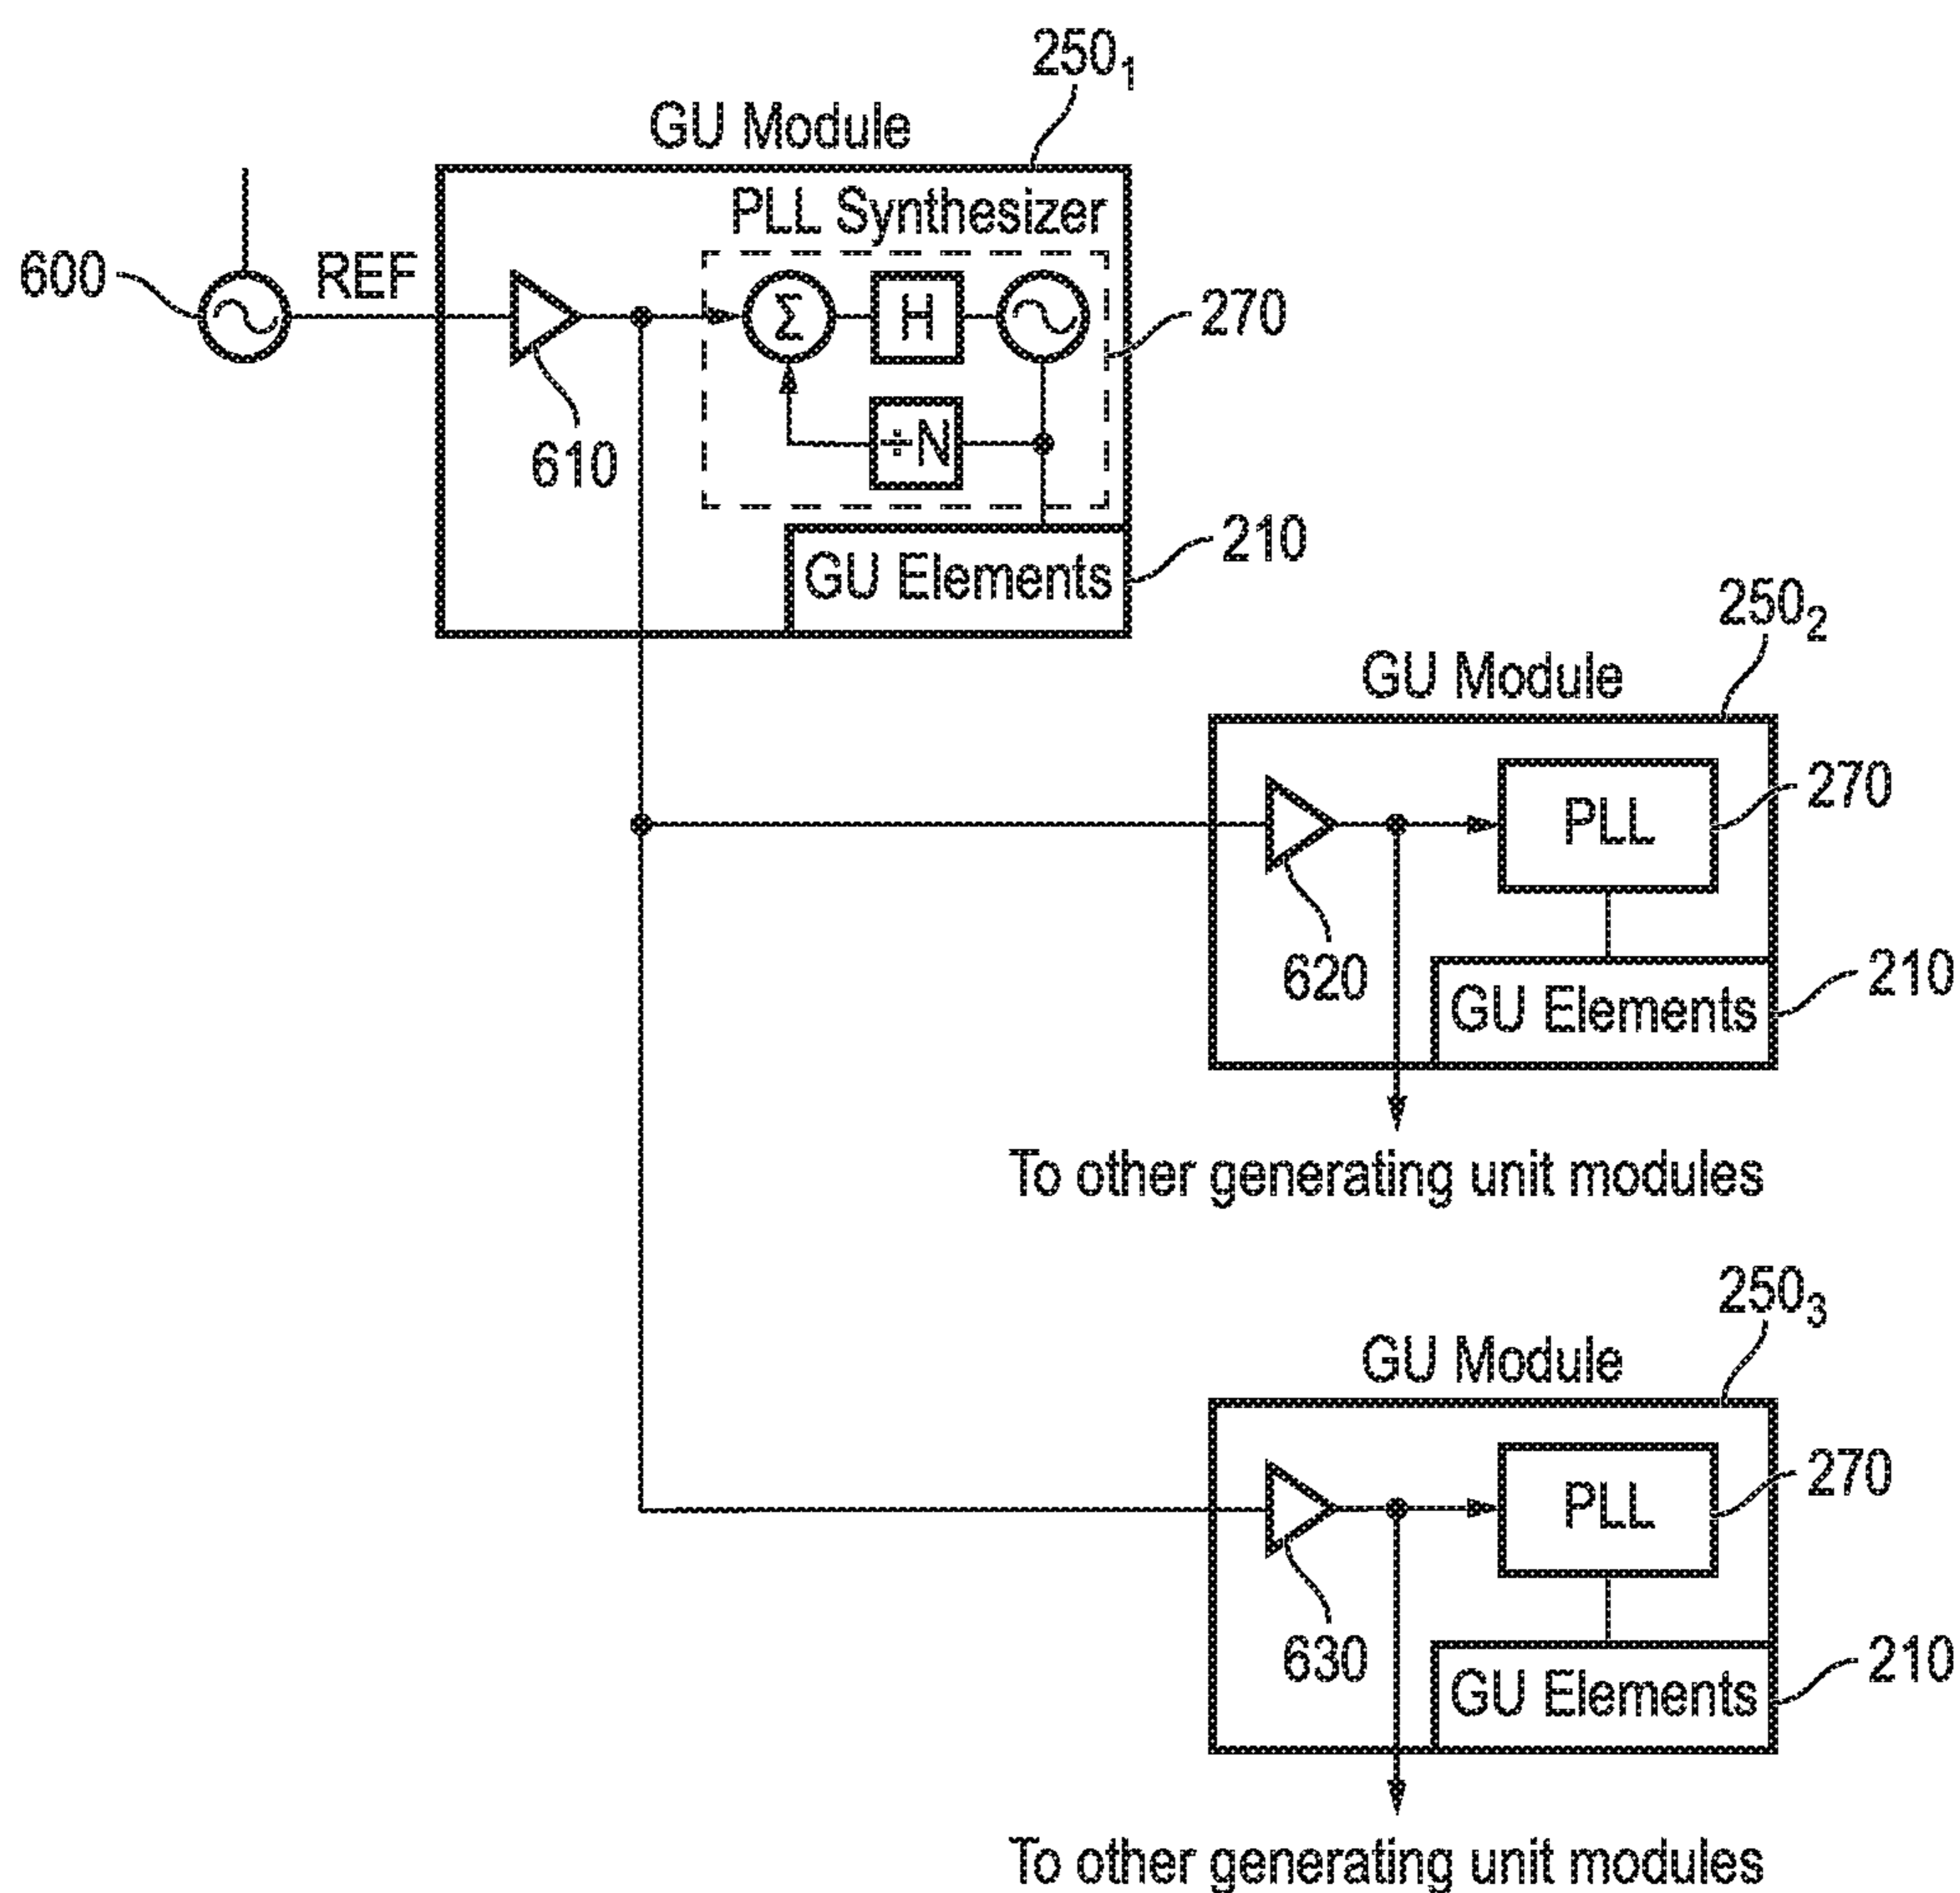 250₁
GU Module
PLL Synthesizer
600
REF
Σ
H
270
÷N
610
GU Elements
210
250₂
GU Module
PLL
270
620
GU Elements
210
To other generating unit modules
250₃
GU Module
PLL
270
630
GU Elements
210
To other generating unit modules